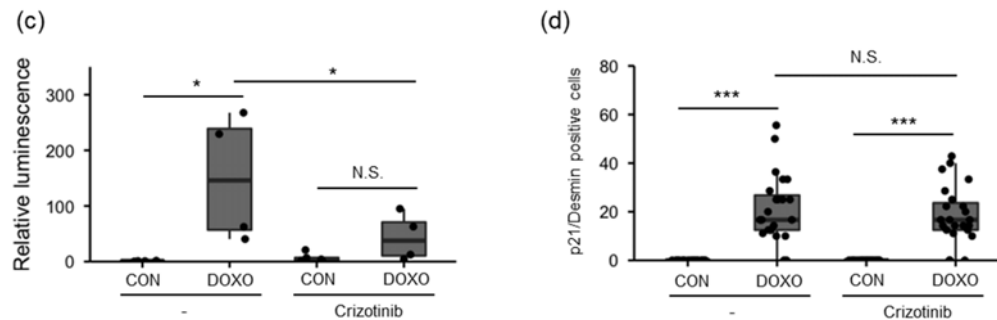 (c)
Relative luminescence
300
200
100
0
*
*
N.S.
CON
DOXO
CON
DOXO
-
Crizotinib
(d)
p21/Desmin positive cells
80
60
40
20
0
N.S.
***
***
CON
DOXO
CON
DOXO
-
Crizotinib